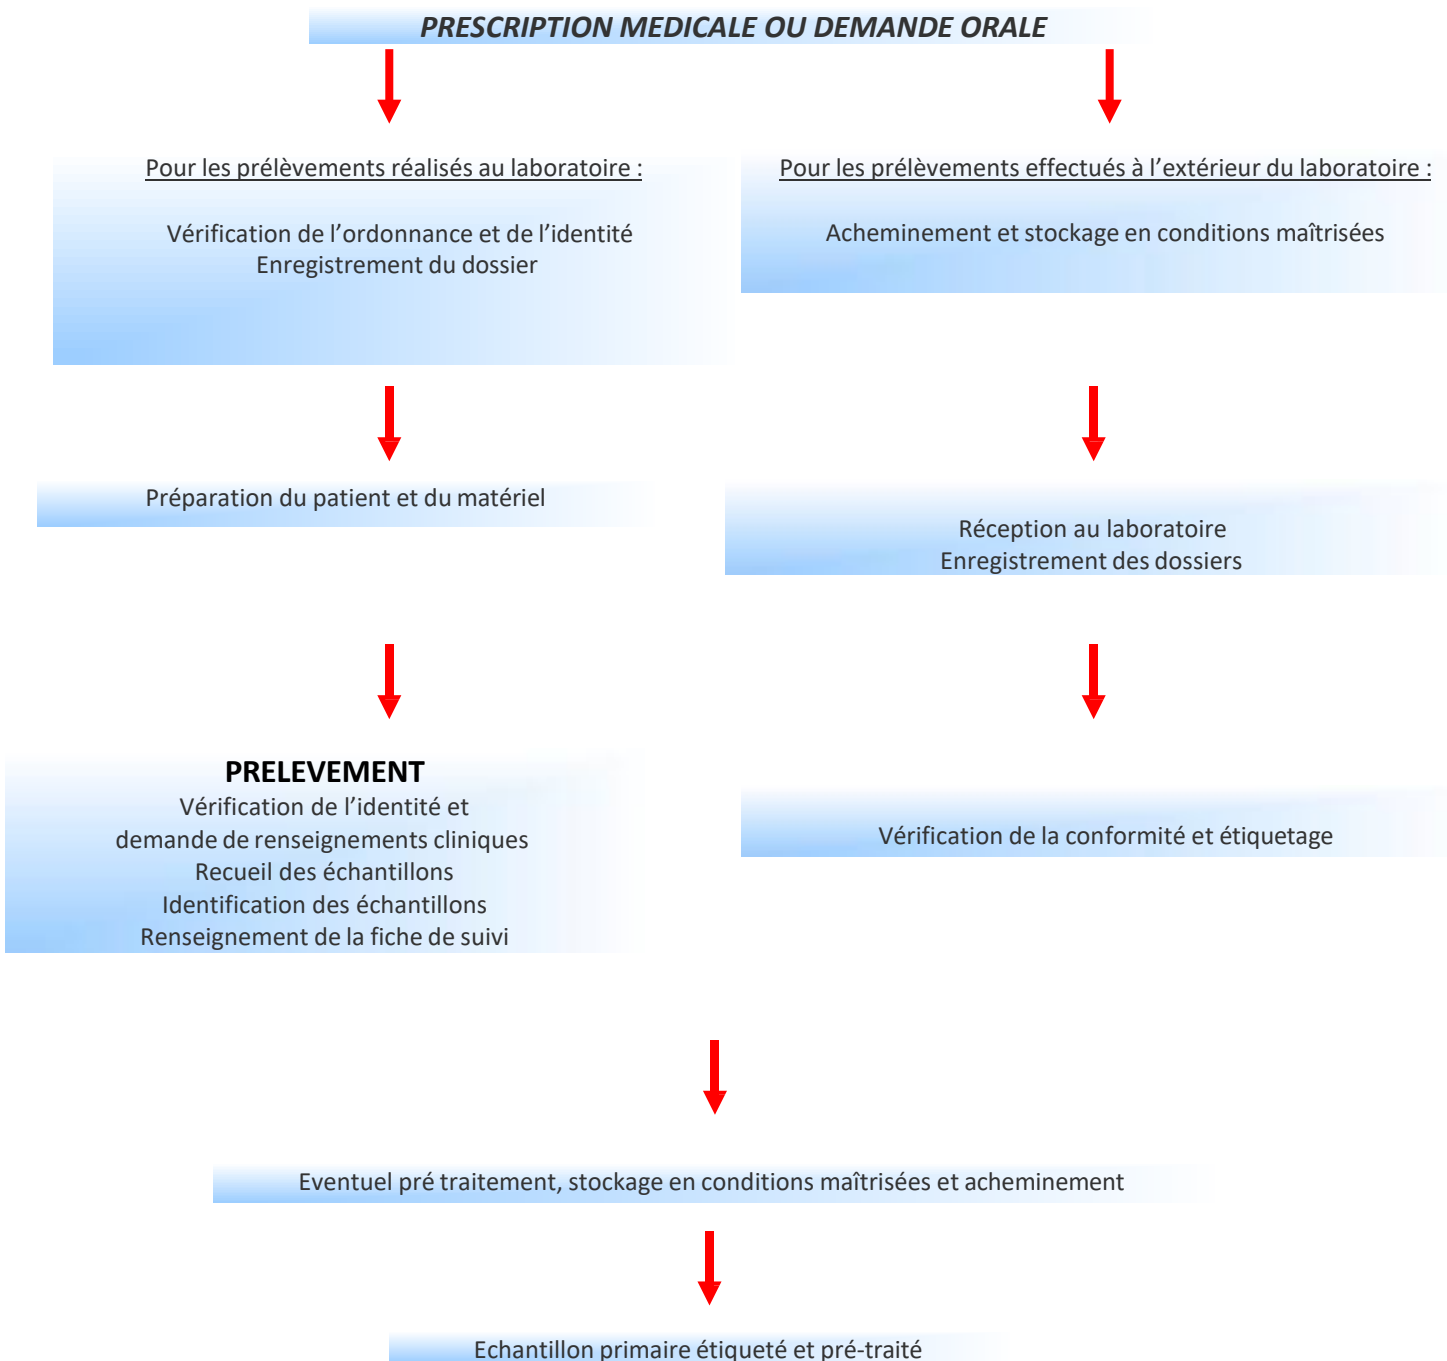 PRESCRIPTION MEDICALE OU DEMANDE ORALE
Pour les prélèvements réalisés au laboratoire :
Vérification de l’ordonnance et de l’identité
Enregistrement du dossier
Pour les prélèvements effectués à l’extérieur du laboratoire :
Acheminement et stockage en conditions maîtrisées
Préparation du patient et du matériel
Réception au laboratoire
Enregistrement des dossiers
PRELEVEMENT
Vérification de l’identité et
demande de renseignements cliniques
Recueil des échantillons
Identification des échantillons
Renseignement de la fiche de suivi
Vérification de la conformité et étiquetage
Eventuel pré traitement, stockage en conditions maîtrisées et acheminement
Echantillon primaire étiqueté et pré-traité